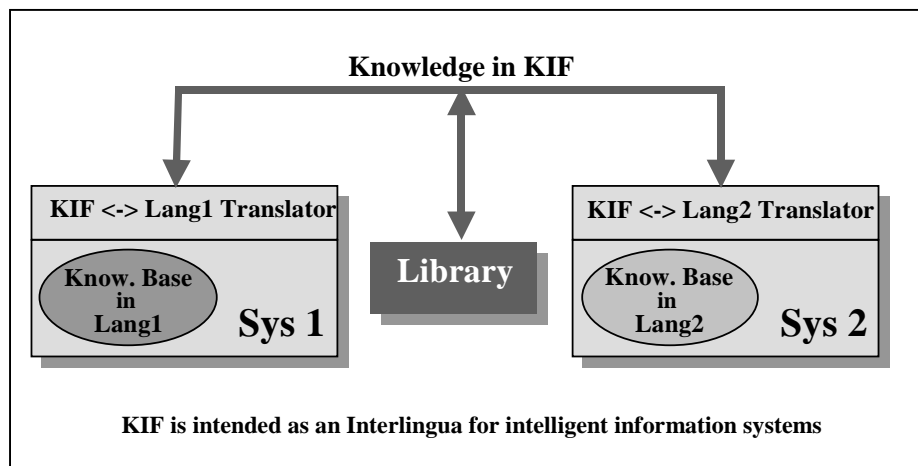 Knowledge in KIF
KIF <-> Lang1 Translator
Know. Base
in
Lang1
Sys 1
Library
KIF <-> Lang2 Translator
Know. Base
in
Lang2
Sys 2
KIF is intended as an Interlingua for intelligent information systems